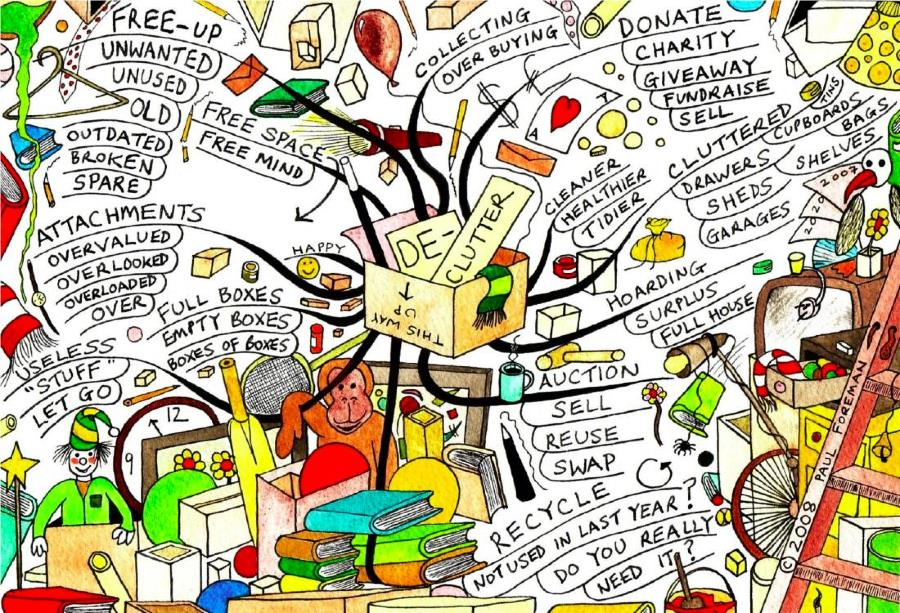 FREE-UP
UNWANTED
UNUSED
OLD
OUTDATED
BROKEN
SPARE
FREE SPACE
FREE MIND
COLLECTING
OVER BUYING
DONATE
CHARITY
GIVEAWAY
FUNDRAISE
SELL
$
$
A
A
CLUTTERED
TINS
CUPBOARDS
BAGS
DRAWERS
SHELVES
SHEDS
GARAGES
2007
2020
CLEANER
HEALTHIER
TIDIER
DE-
CLUTTER
THIS WAY
UP
ATTACHMENTS
OVERVALUED
OVERLOOKED
OVERLOADED
OVER
HAPPY
FULL BOXES
EMPTY BOXES
BOXES OF BOXES
HOARDING
SURPLUS
FULL HOUSE
USELESS
"STUFF"
LET GO
12
9
AUCTION
SELL
REUSE
SWAP
RECYCLE
NOT USED IN LAST YEAR?
DO YOU REALLY
NEED IT?
© 2008 PAUL FOREMAN